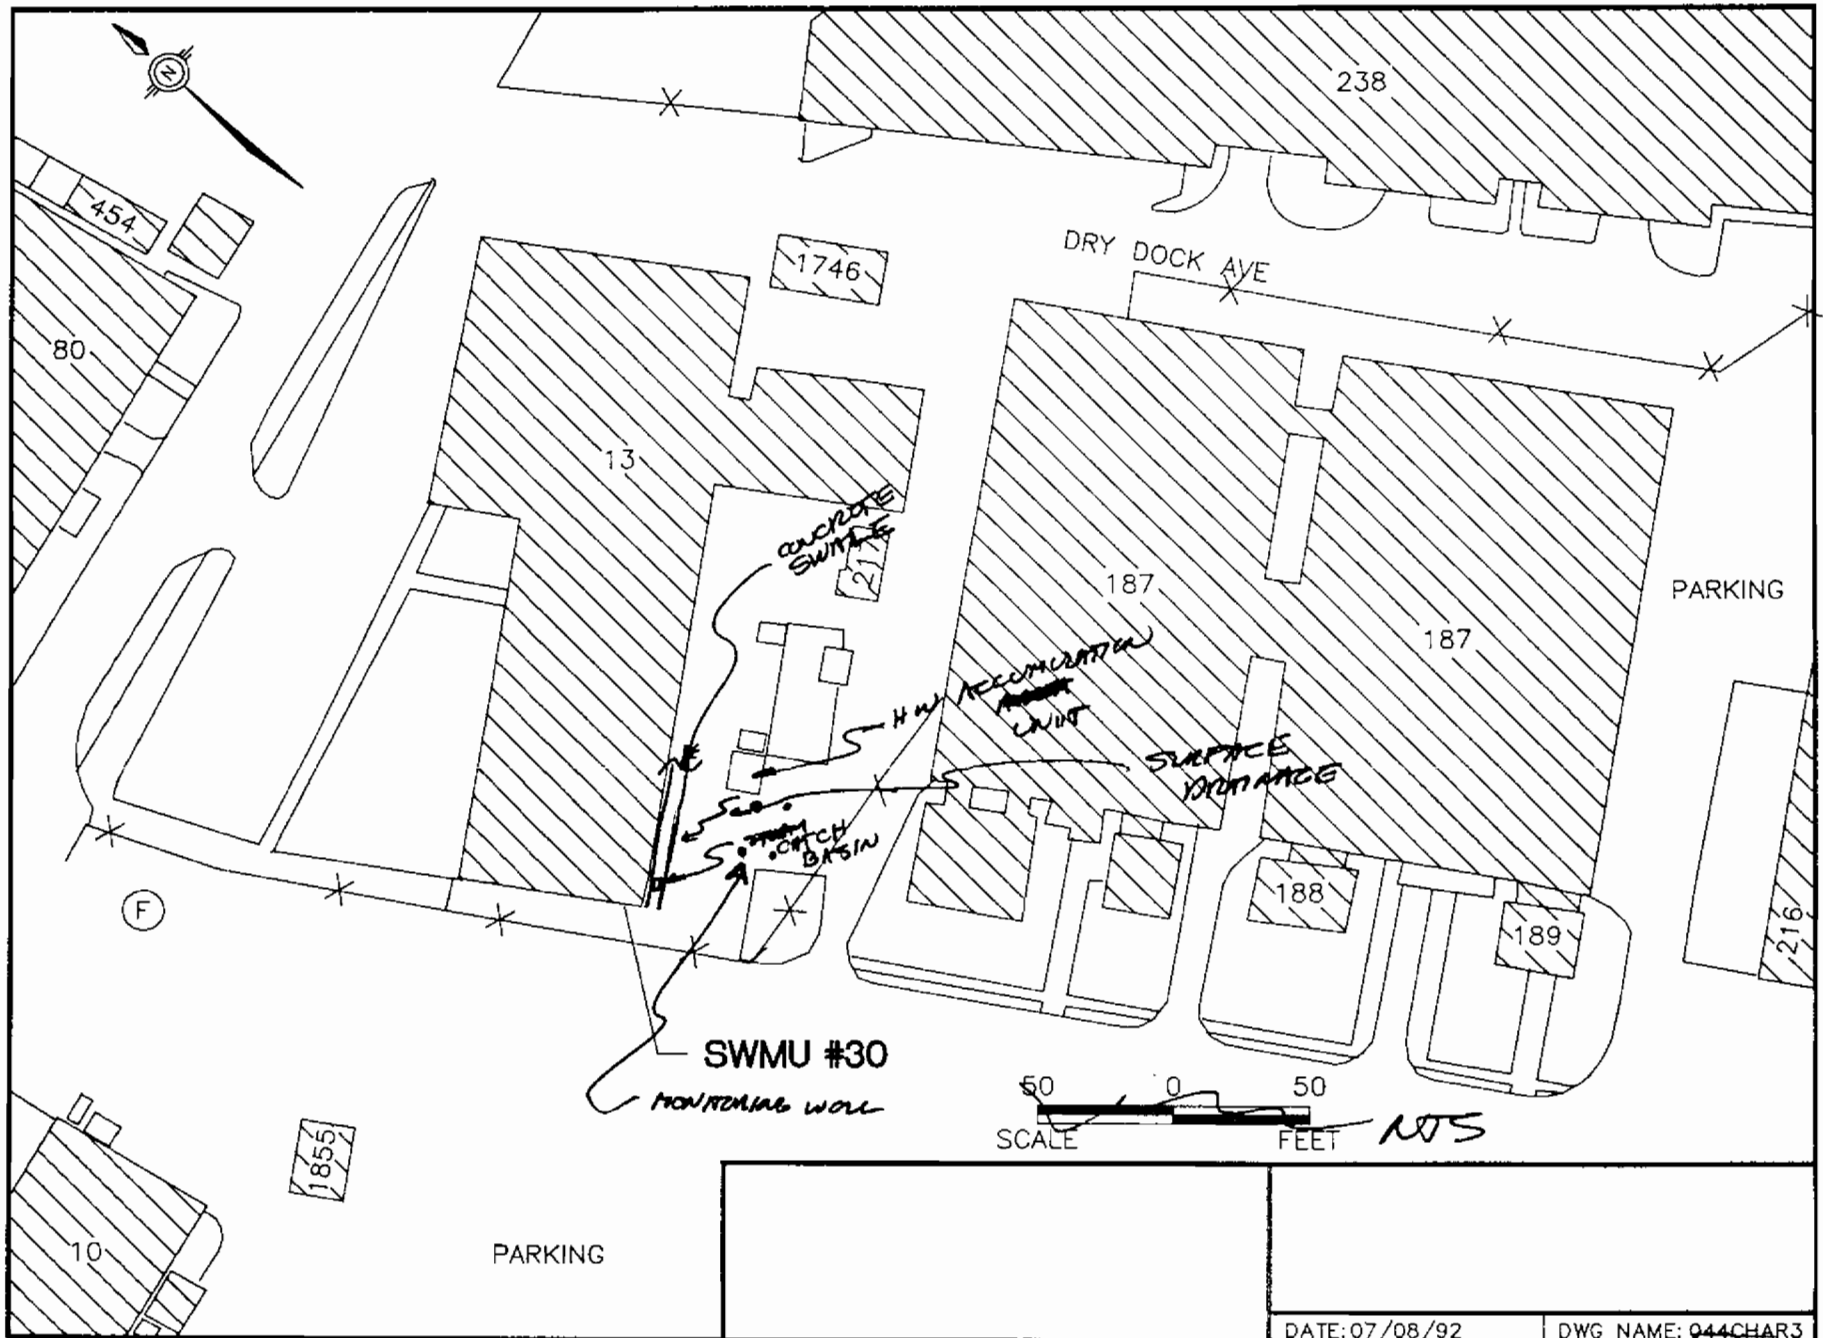 N
238
454
1746
DRY DOCK AVE
80
13
CONCRETE
SWALE
217
187
PARKING
187
HW ACCUMULATION
UNIT
SURFACE
DRAINAGE
CATCH
BASIN
188
F
189
216
SWMU #30
MONITORING WELL
50 0 50
SCALE FEET
NTS
1855
10
PARKING
DATE: 07/08/92
DWG NAME: 044CHAR3